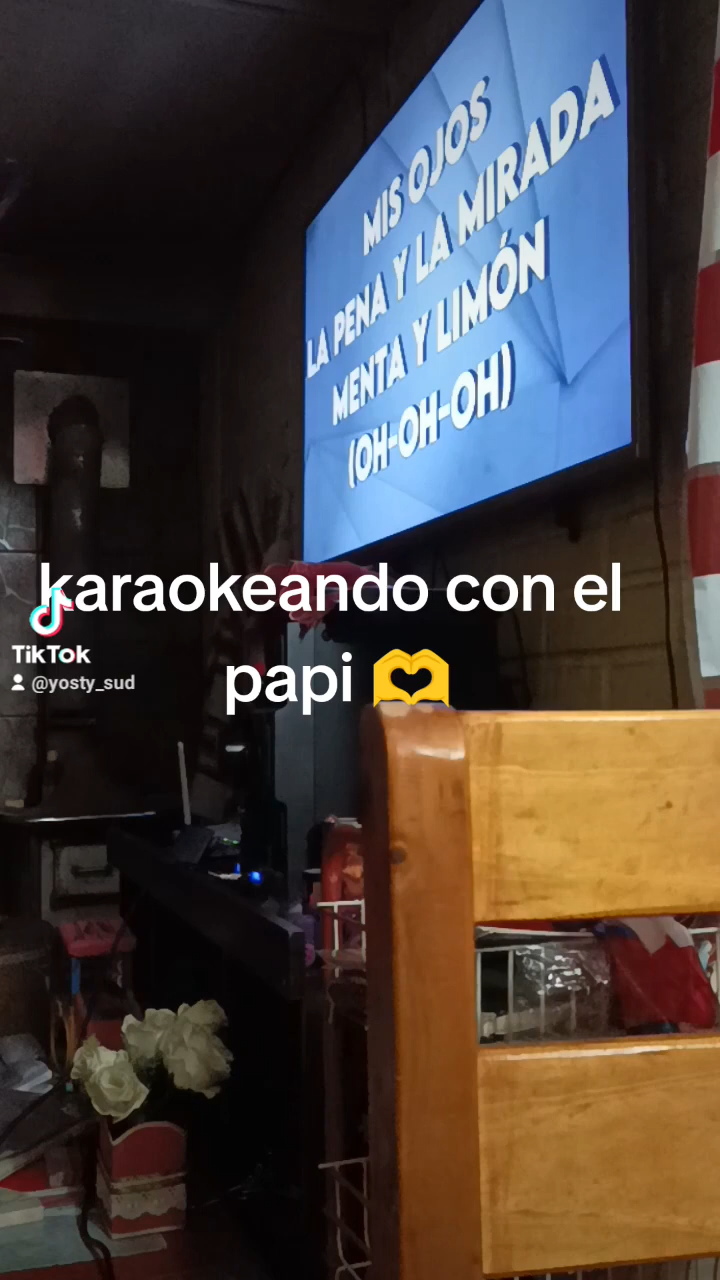 MIS OJOS
LA PENA Y LA MIRADA
MENTA Y LIMÓN
(OH-OH-OH)
karaokeando con el
papi 🫶
TikTok
@yosty_sud